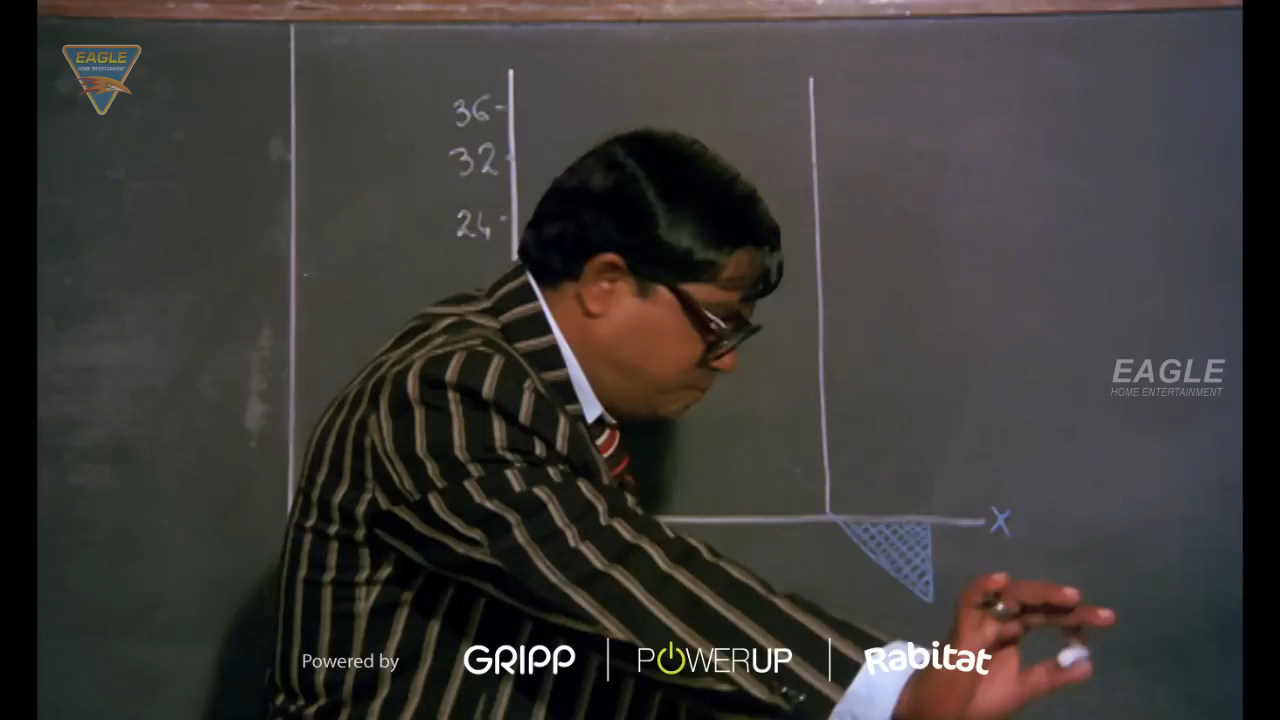 EAGLE
HOME ENTERTAINMENT
36
32
24
EAGLE
HOME ENTERTAINMENT
X
Powered by GRIPP POWERUP Rabitat